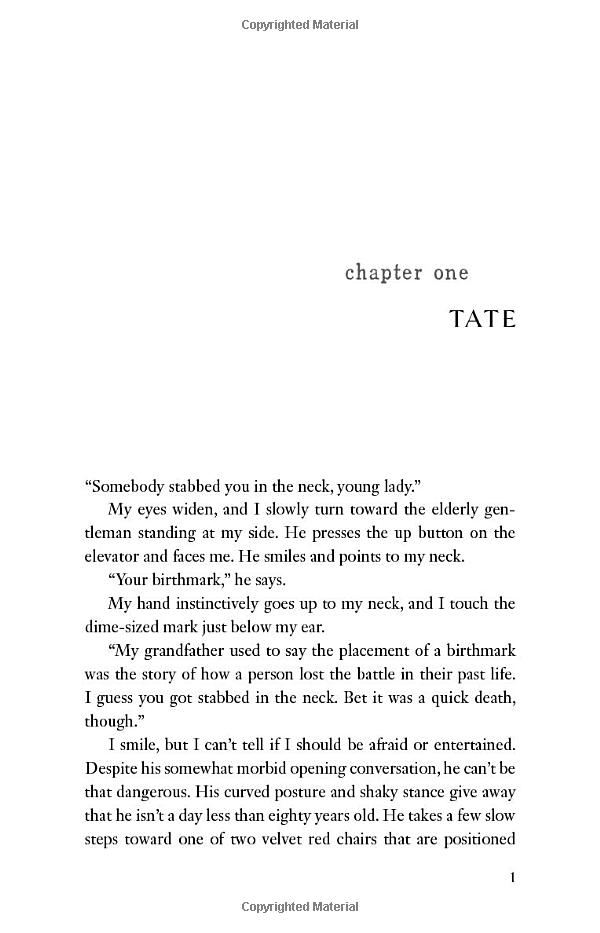 Copyrighted Material
chapter one
TATE
“Somebody stabbed you in the neck, young lady.”
My eyes widen, and I slowly turn toward the elderly gen-
tleman standing at my side. He presses the up button on the
elevator and faces me. He smiles and points to my neck.
“Your birthmark,” he says.
My hand instinctively goes up to my neck, and I touch the
dime-sized mark just below my ear.
“My grandfather used to say the placement of a birthmark
was the story of how a person lost the battle in their past life.
I guess you got stabbed in the neck. Bet it was a quick death,
though.”
I smile, but I can’t tell if I should be afraid or entertained.
Despite his somewhat morbid opening conversation, he can’t be
that dangerous. His curved posture and shaky stance give away
that he isn’t a day less than eighty years old. He takes a few slow
steps toward one of two velvet red chairs that are positioned
1
Copyrighted Material